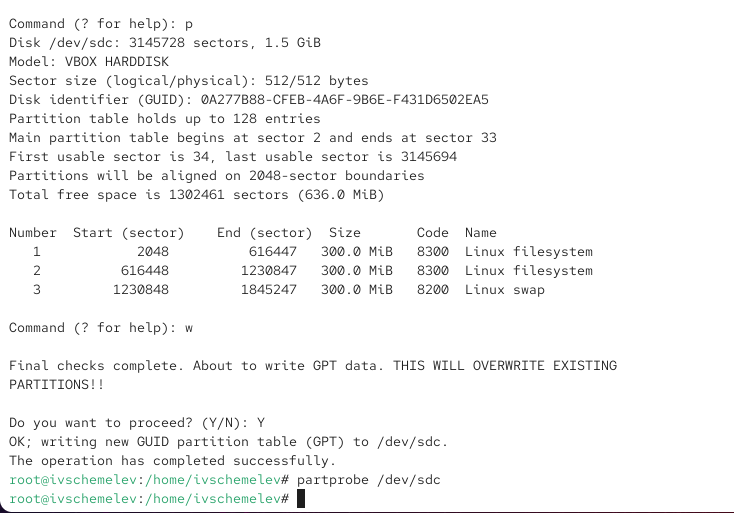 Command (? for help): p
Disk /dev/sdc: 3145728 sectors, 1.5 GiB
Model: VBOX HARDDISK
Sector size (logical/physical): 512/512 bytes
Disk identifier (GUID): 0A277B88-CFEB-4A6F-9B6E-F431D6502EA5
Partition table holds up to 128 entries
Main partition table begins at sector 2 and ends at sector 33
First usable sector is 34, last usable sector is 3145694
Partitions will be aligned on 2048-sector boundaries
Total free space is 1302461 sectors (636.0 MiB)
Number  Start (sector)    End (sector)  Size       Code  Name
   1            2048          616447   300.0 MiB   8300  Linux filesystem
   2          616448         1230847   300.0 MiB   8300  Linux filesystem
   3         1230848         1845247   300.0 MiB   8200  Linux swap
Command (? for help): w
Final checks complete. About to write GPT data. THIS WILL OVERWRITE EXISTING
PARTITIONS!!
Do you want to proceed? (Y/N): Y
OK; writing new GUID partition table (GPT) to /dev/sdc.
The operation has completed successfully.
root@ivschemelev:/home/ivschemelev# partprobe /dev/sdc
root@ivschemelev:/home/ivschemelev#